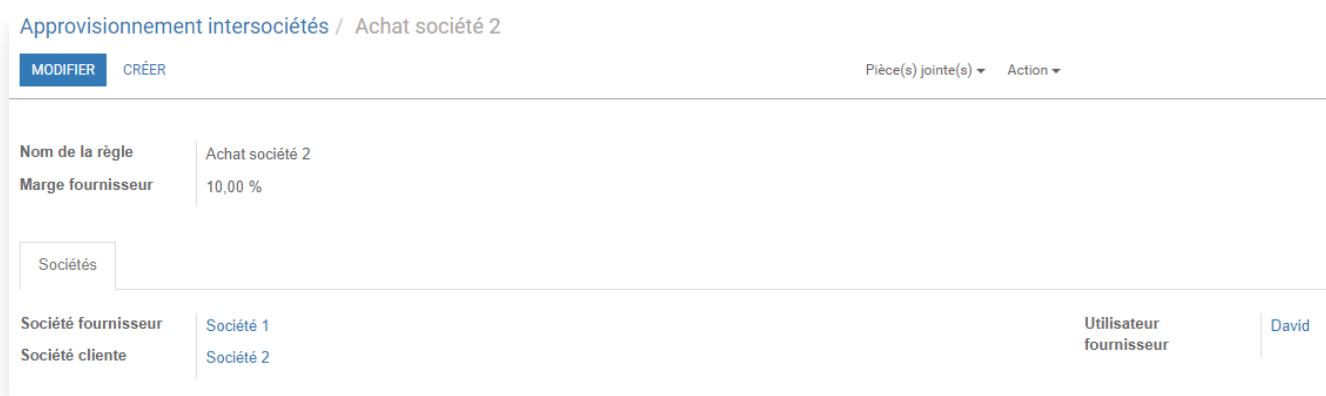 Approvisionnement intersociétés / Achat société 2
MODIFIER CRÉER Pièce(s) jointe(s) Action
Nom de la règle Achat société 2
Marge fournisseur 10,00 %
Sociétés
Société fournisseur Société 1 Utilisateur fournisseur David
Société cliente Société 2